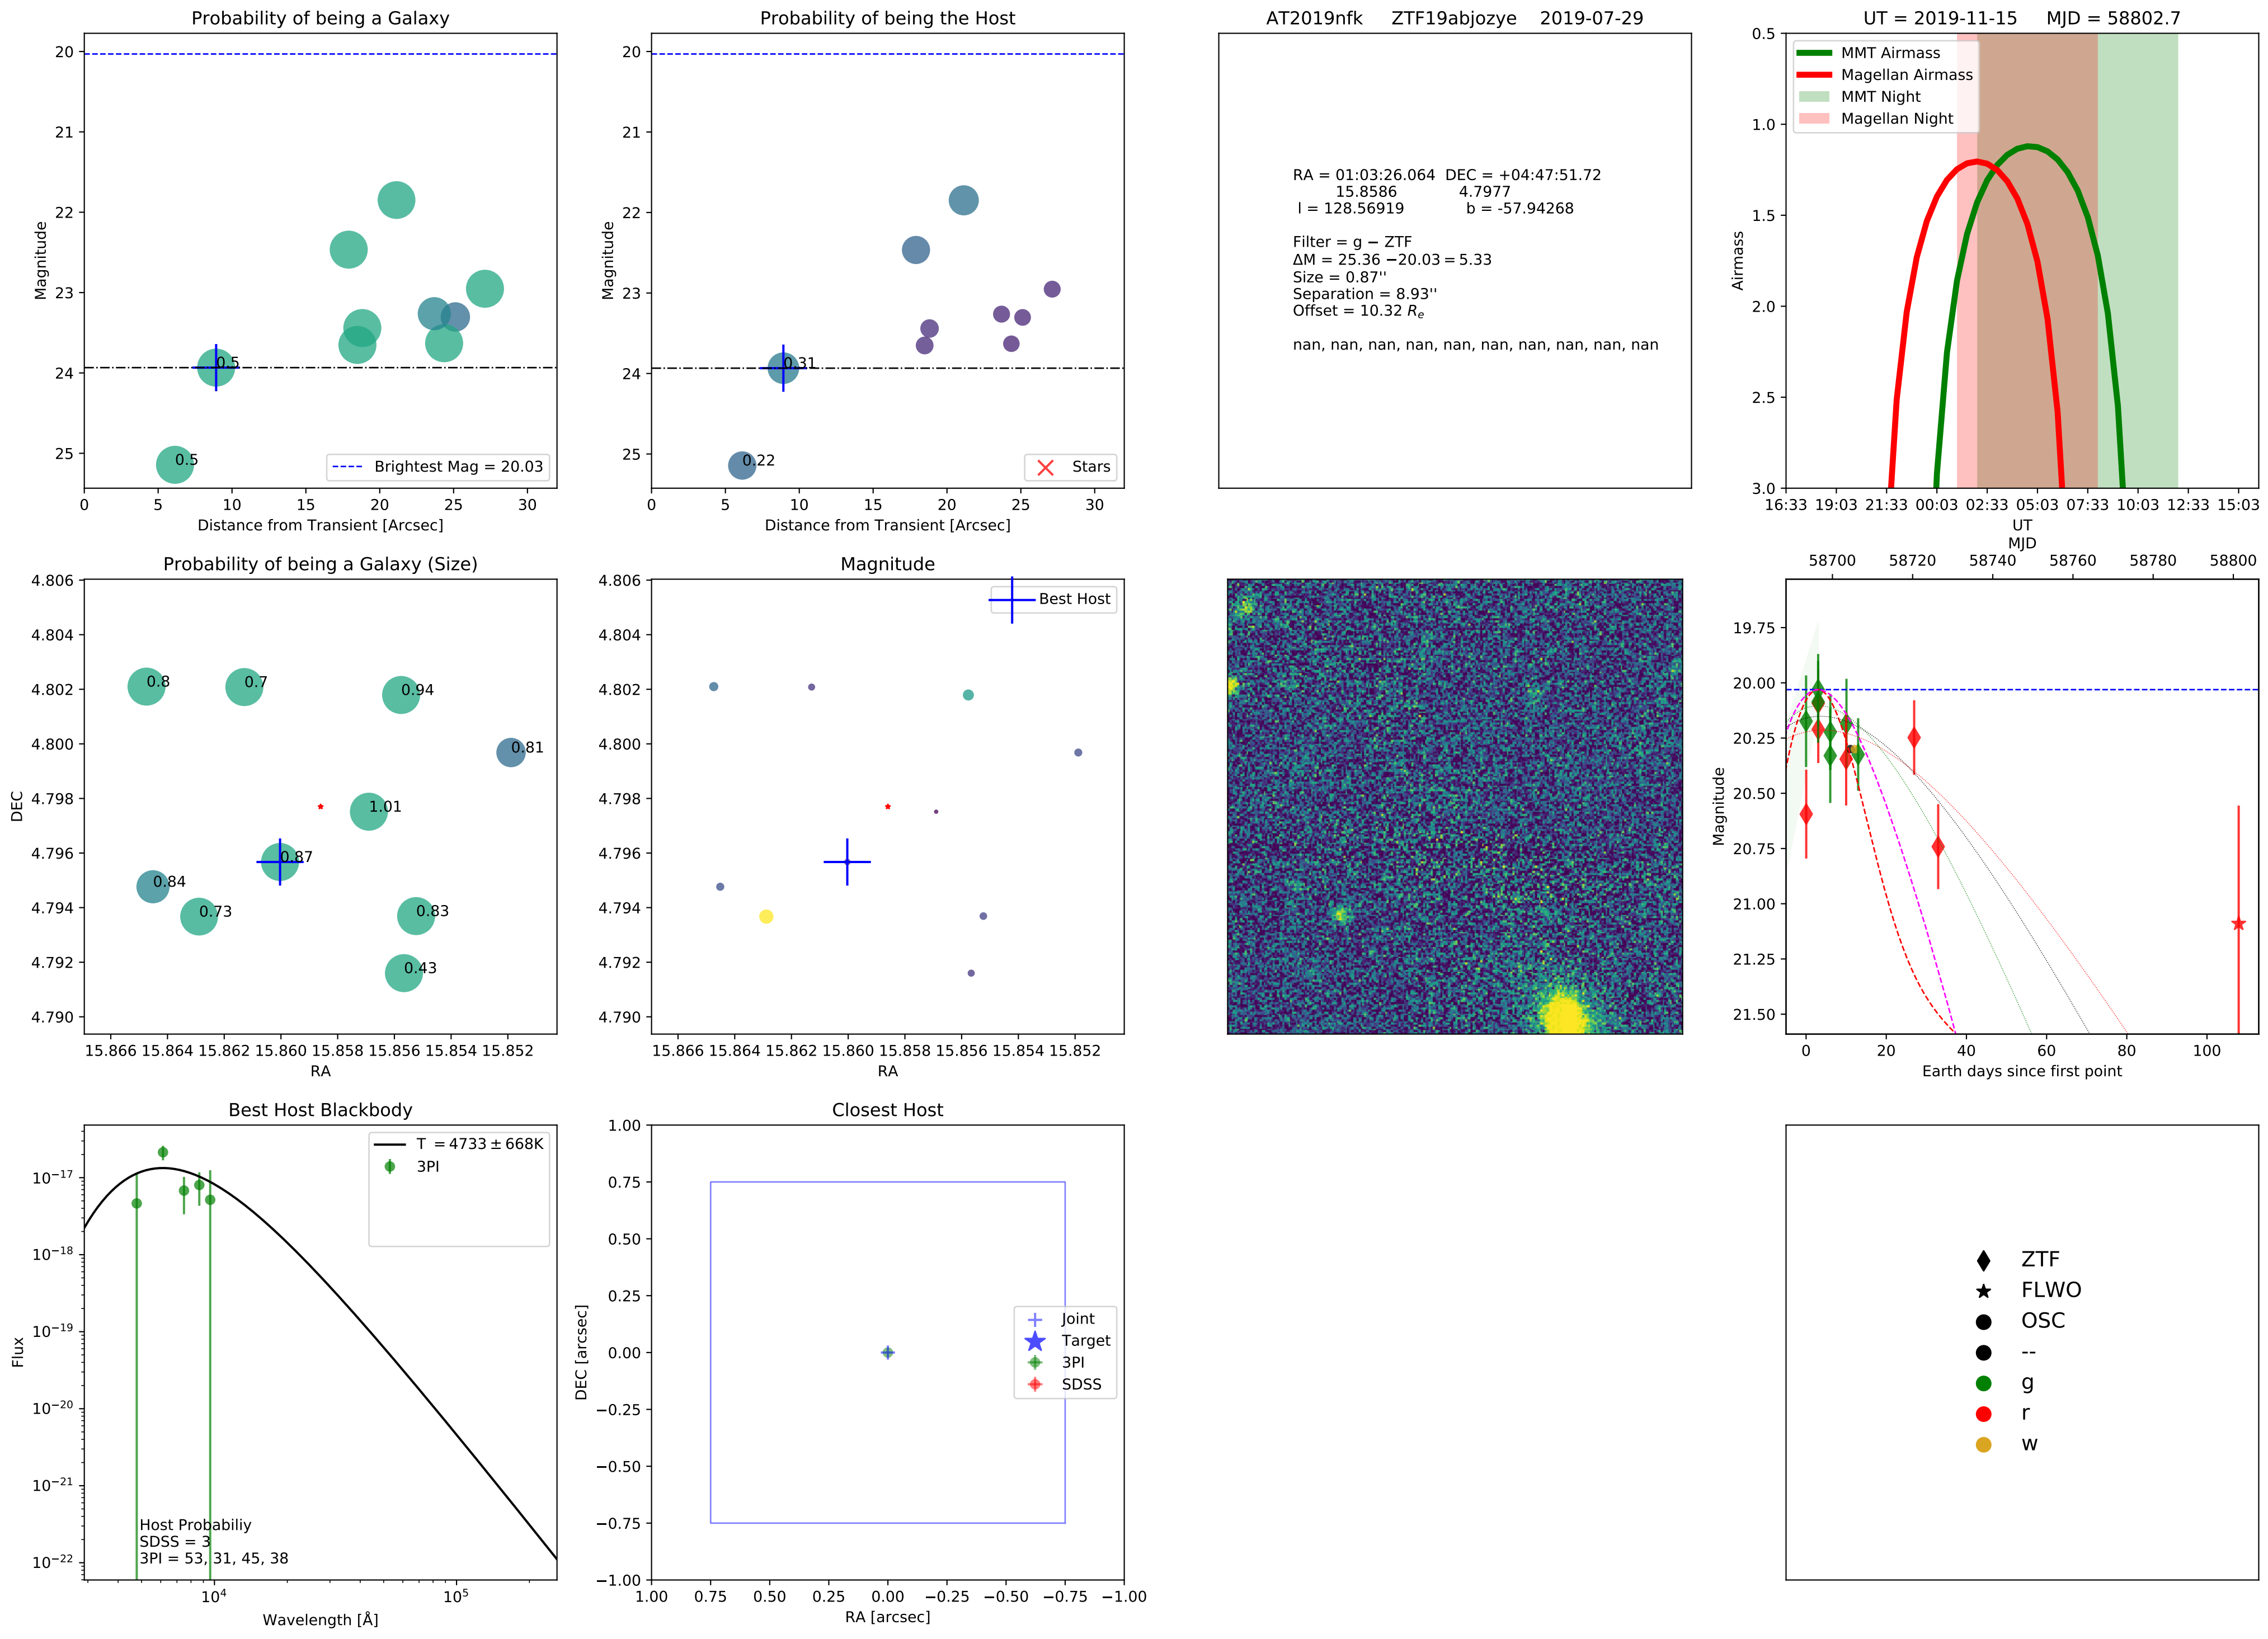 Probability of being a Galaxy
Magnitude
20
21
22
23
24
25
0.5
0.5
Brightest Mag = 20.03
0 5 10 15 20 25 30
Distance from Transient [Arcsec]
Probability of being the Host
Magnitude
20
21
22
23
24
25
0.31
0.22
Stars
0 5 10 15 20 25 30
Distance from Transient [Arcsec]
AT2019nfk ZTF19abjozye 2019-07-29
RA = 01:03:26.064 DEC = +04:47:51.72
15.8586 4.7977
l = 128.56919 b = -57.94268
Filter = g − ZTF
ΔM = 25.36 −20.03 = 5.33
Size = 0.87''
Separation = 8.93''
Offset = 10.32 Re
nan, nan, nan, nan, nan, nan, nan, nan, nan, nan
UT = 2019-11-15 MJD = 58802.7
Airmass
0.5
1.0
1.5
2.0
2.5
3.0
MMT Airmass
Magellan Airmass
MMT Night
Magellan Night
16:33 19:03 21:33 00:03 02:33 05:03 07:33 10:03 12:33 15:03
UT
Probability of being a Galaxy (Size)
DEC
4.806
4.804
4.802
4.800
4.798
4.796
4.794
4.792
4.790
0.8
0.7
0.94
0.81
1.01
0.87
0.84
0.73
0.83
0.43
15.866 15.864 15.862 15.860 15.858 15.856 15.854 15.852
RA
Magnitude
4.806
4.804
4.802
4.800
4.798
4.796
4.794
4.792
4.790
Best Host
15.866 15.864 15.862 15.860 15.858 15.856 15.854 15.852
RA
MJD
58700 58720 58740 58760 58780 58800
Magnitude
19.75
20.00
20.25
20.50
20.75
21.00
21.25
21.50
0 20 40 60 80 100
Earth days since first point
Best Host Blackbody
Flux
10−17
10−18
10−19
10−20
10−21
10−22
T = 4733 ± 668K
3PI
Host Probabiliy
SDSS = 3
3PI = 53, 31, 45, 38
104 105
Wavelength [Å]
Closest Host
DEC [arcsec]
1.00
0.75
0.50
0.25
0.00
−0.25
−0.50
−0.75
−1.00
Joint
Target
3PI
SDSS
1.00 0.75 0.50 0.25 0.00 −0.25 −0.50 −0.75 −1.00
RA [arcsec]
ZTF
FLWO
OSC
--
g
r
w